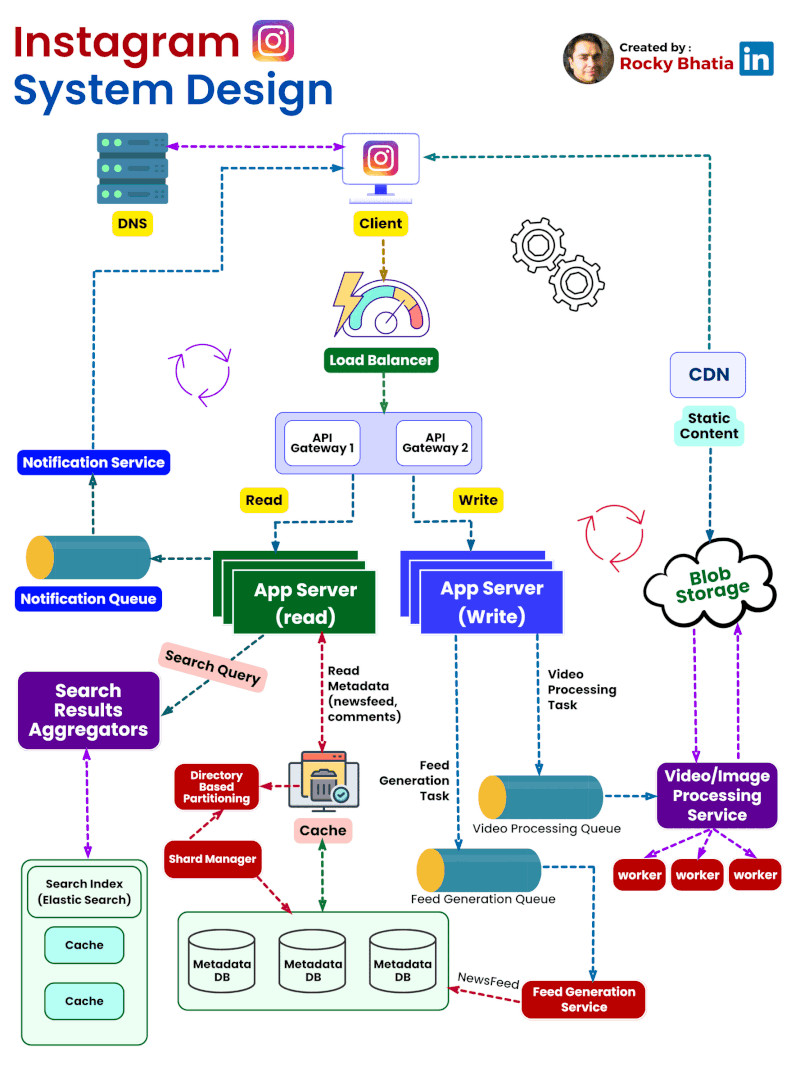 Instagram
System Design
Created by :
Rocky Bhatia
in
DNS
Client
Load Balancer
CDN
Static
Content
API
Gateway 1
API
Gateway 2
Notification Service
Read
Write
Notification Queue
App Server
(read)
App Server
(Write)
Blob
Storage
Search Query
Search
Results
Aggregators
Read
Metadata
(newsfeed,
comments)
Video
Processing
Task
Feed
Generation
Task
Directory
Based
Partitioning
Cache
Shard Manager
Video Processing Queue
Video/Image
Processing
Service
worker
worker
worker
Search Index
(Elastic Search)
Cache
Cache
Feed Generation Queue
Metadata
DB
Metadata
DB
Metadata
DB
NewsFeed
Feed Generation
Service